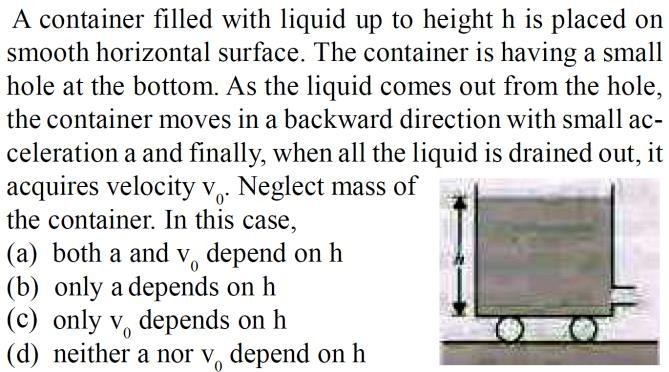 A container filled with liquid up to height h is placed on
smooth horizontal surface. The container is having a small
hole at the bottom. As the liquid comes out from the hole,
the container moves in a backward direction with small ac-
celeration a and finally, when all the liquid is drained out, it
acquires velocity v₀. Neglect mass of
the container. In this case,
(a) both a and v₀ depend on h
(b) only a depends on h
(c) only v₀ depends on h
(d) neither a nor v₀ depend on h
h